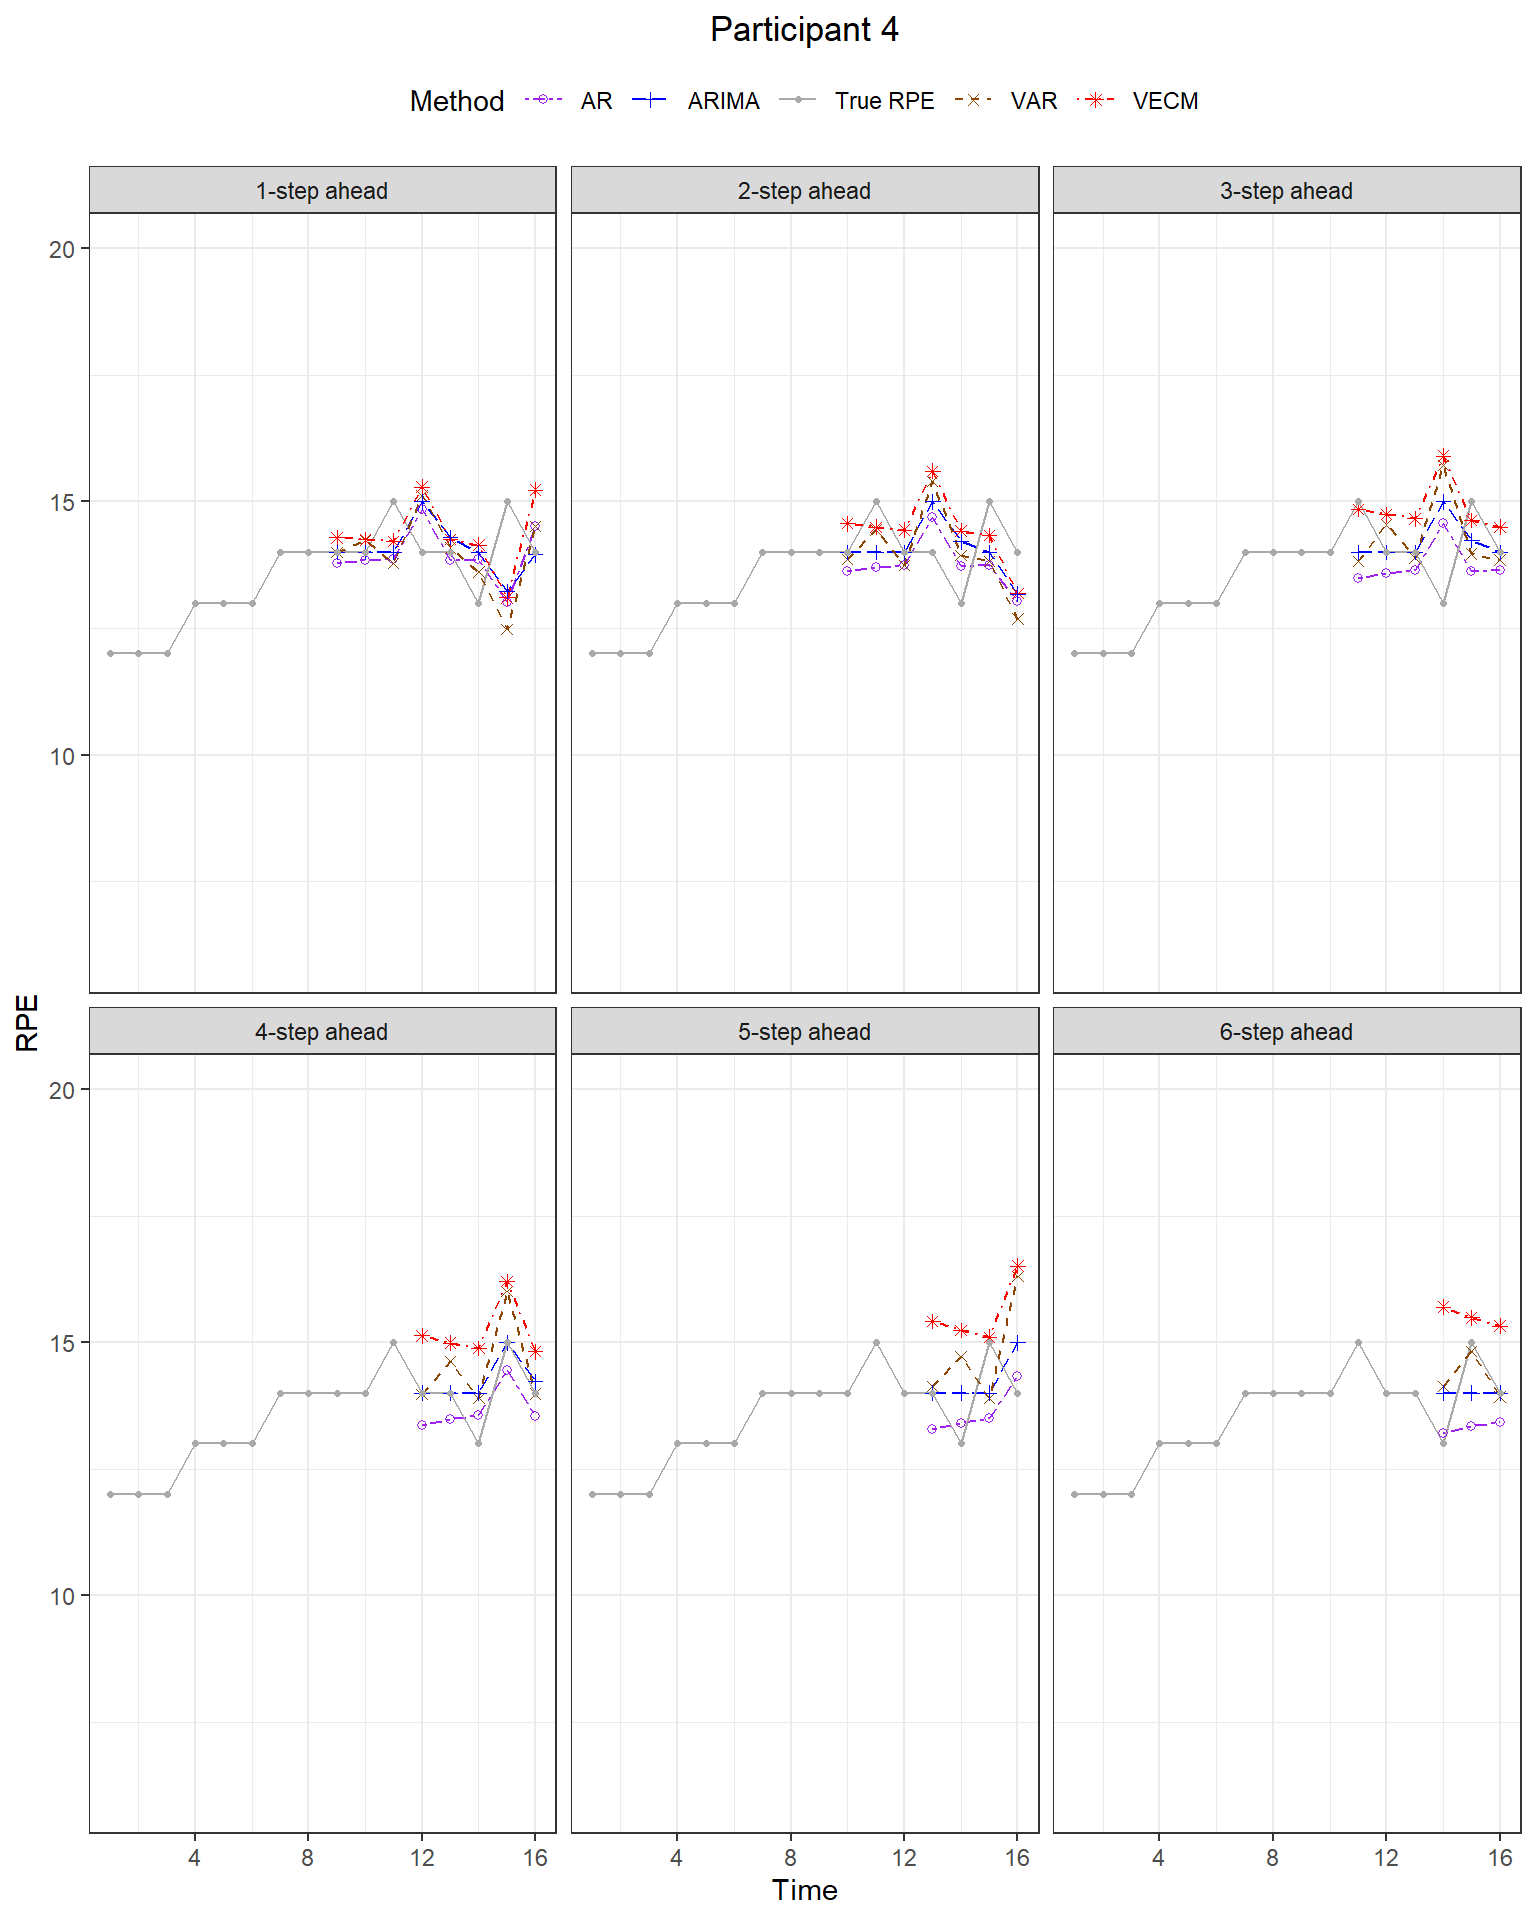 Participant 4
Method AR ARIMA True RPE VAR VECM
1-step ahead 2-step ahead 3-step ahead
20
15
10
RPE
4-step ahead 5-step ahead 6-step ahead
20
15
10
4 8 12 16 4 8 12 16 4 8 12 16
Time